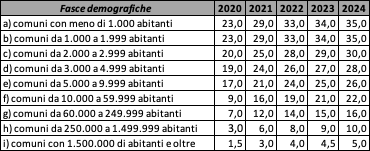 Fasce demografiche 2020 2021 2022 2023 2024
a) comuni con meno di 1.000 abitanti 23,0 29,0 33,0 34,0 35,0
b) comuni da 1.000 a 1.999 abitanti 23,0 29,0 33,0 34,0 35,0
c) comuni da 2.000 a 2.999 abitanti 20,0 25,0 28,0 29,0 30,0
d) comuni da 3.000 a 4.999 abitanti 19,0 24,0 26,0 27,0 28,0
e) comuni da 5.000 a 9.999 abitanti 17,0 21,0 24,0 25,0 26,0
f) comuni da 10.000 a 59.999 abitanti 9,0 16,0 19,0 21,0 22,0
g) comuni da 60.000 a 249.999 abitanti 7,0 12,0 14,0 15,0 16,0
h) comuni da 250.000 a 1.499.999 abitanti 3,0 6,0 8,0 9,0 10,0
i) comuni con 1.500.000 di abitanti e oltre 1,5 3,0 4,0 4,5 5,0